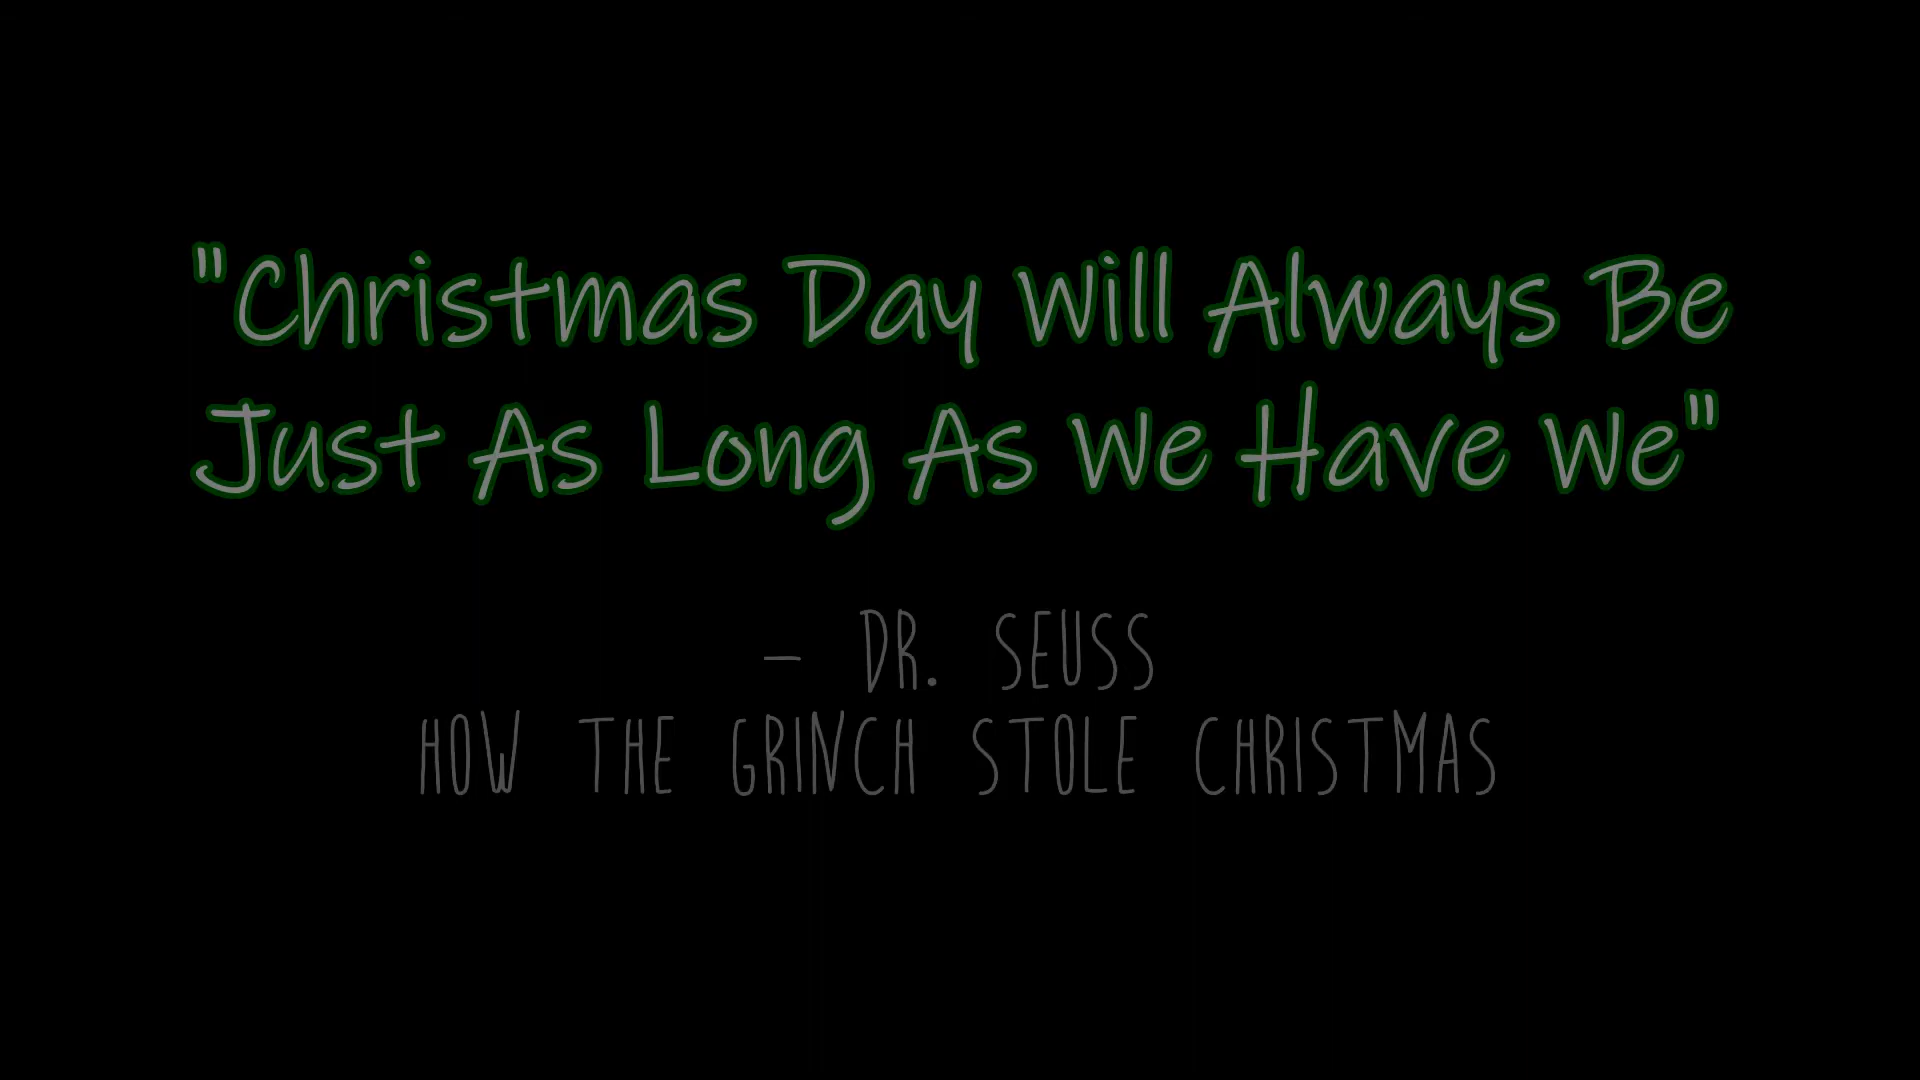 "Christmas Day Will Always Be
Just As Long As We Have We"
– DR. SEUSS
HOW THE GRINCH STOLE CHRISTMAS